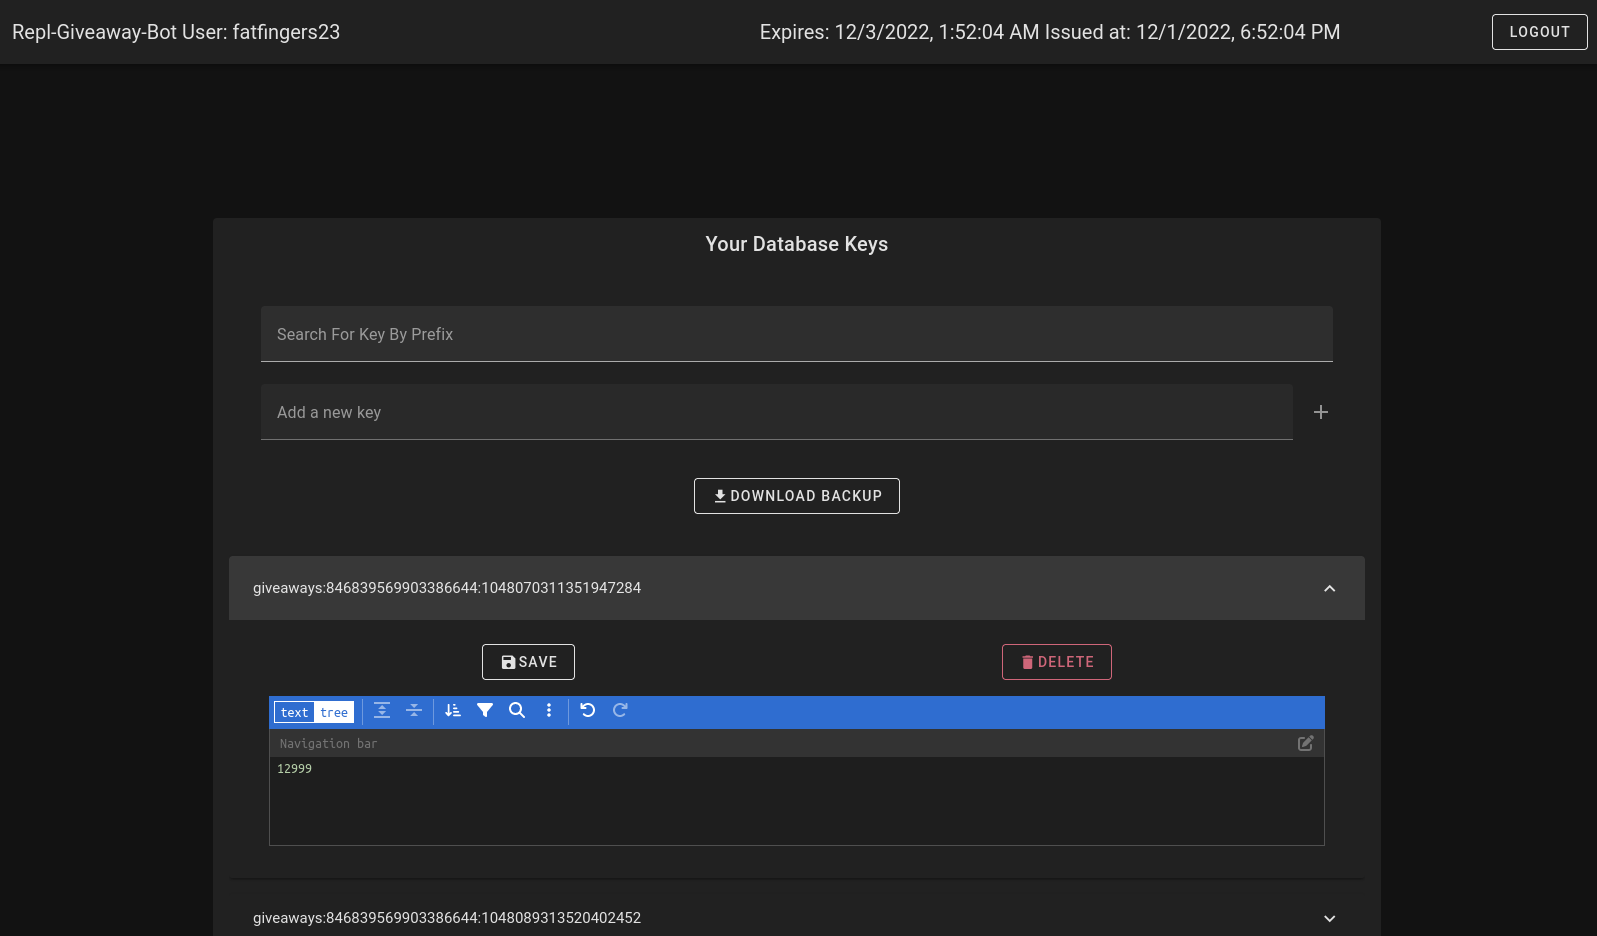 Repl-Giveaway-Bot User: fatfingers23
Expires: 12/3/2022, 1:52:04 AM Issued at: 12/1/2022, 6:52:04 PM
LOGOUT
Your Database Keys
Search For Key By Prefix
Add a new key
DOWNLOAD BACKUP
giveaways:846839569903386644:1048070311351947284
SAVE
DELETE
text tree
Navigation bar
12999
giveaways:846839569903386644:1048089313520402452